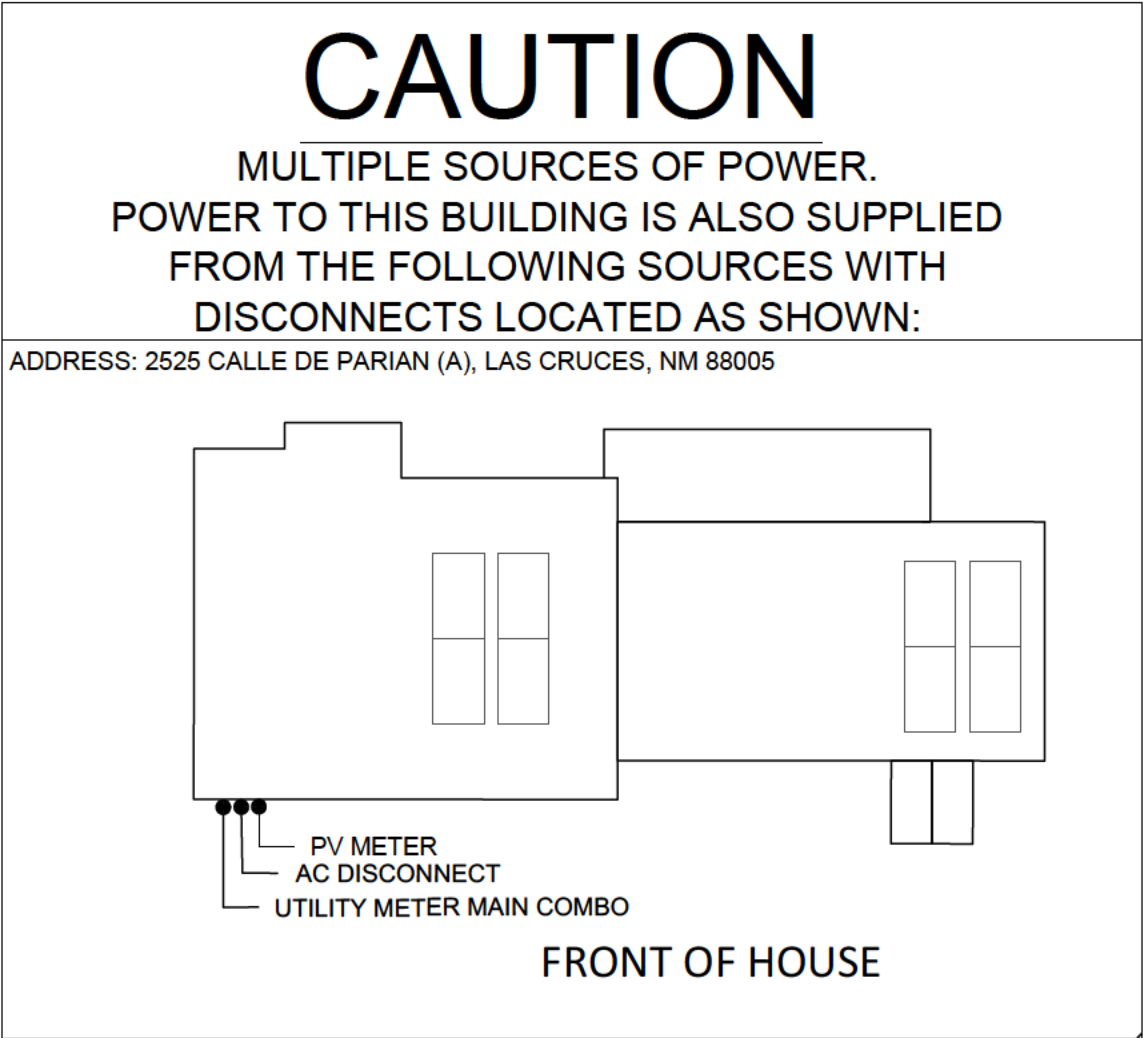 CAUTION
MULTIPLE SOURCES OF POWER.
POWER TO THIS BUILDING IS ALSO SUPPLIED
FROM THE FOLLOWING SOURCES WITH
DISCONNECTS LOCATED AS SHOWN:
ADDRESS: 2525 CALLE DE PARIAN (A), LAS CRUCES, NM 88005
PV METER
AC DISCONNECT
UTILITY METER MAIN COMBO
FRONT OF HOUSE